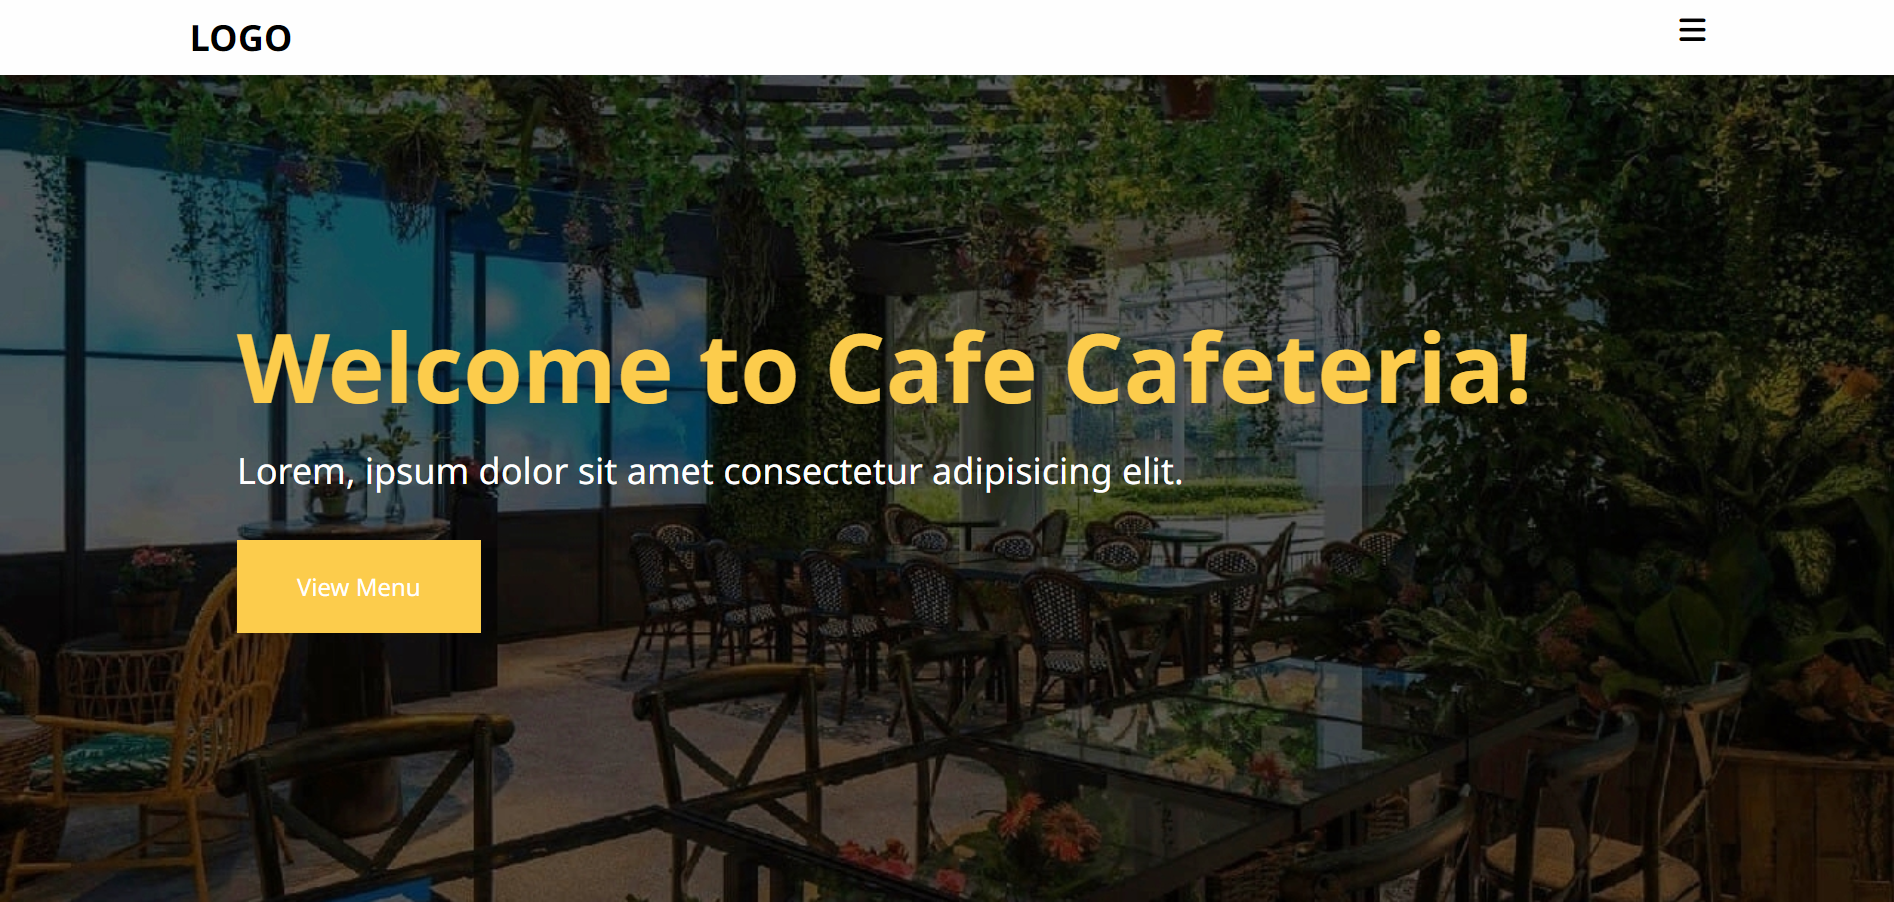 LOGO
Welcome to Cafe Cafeteria!
Lorem, ipsum dolor sit amet consectetur adipisicing elit.
View Menu